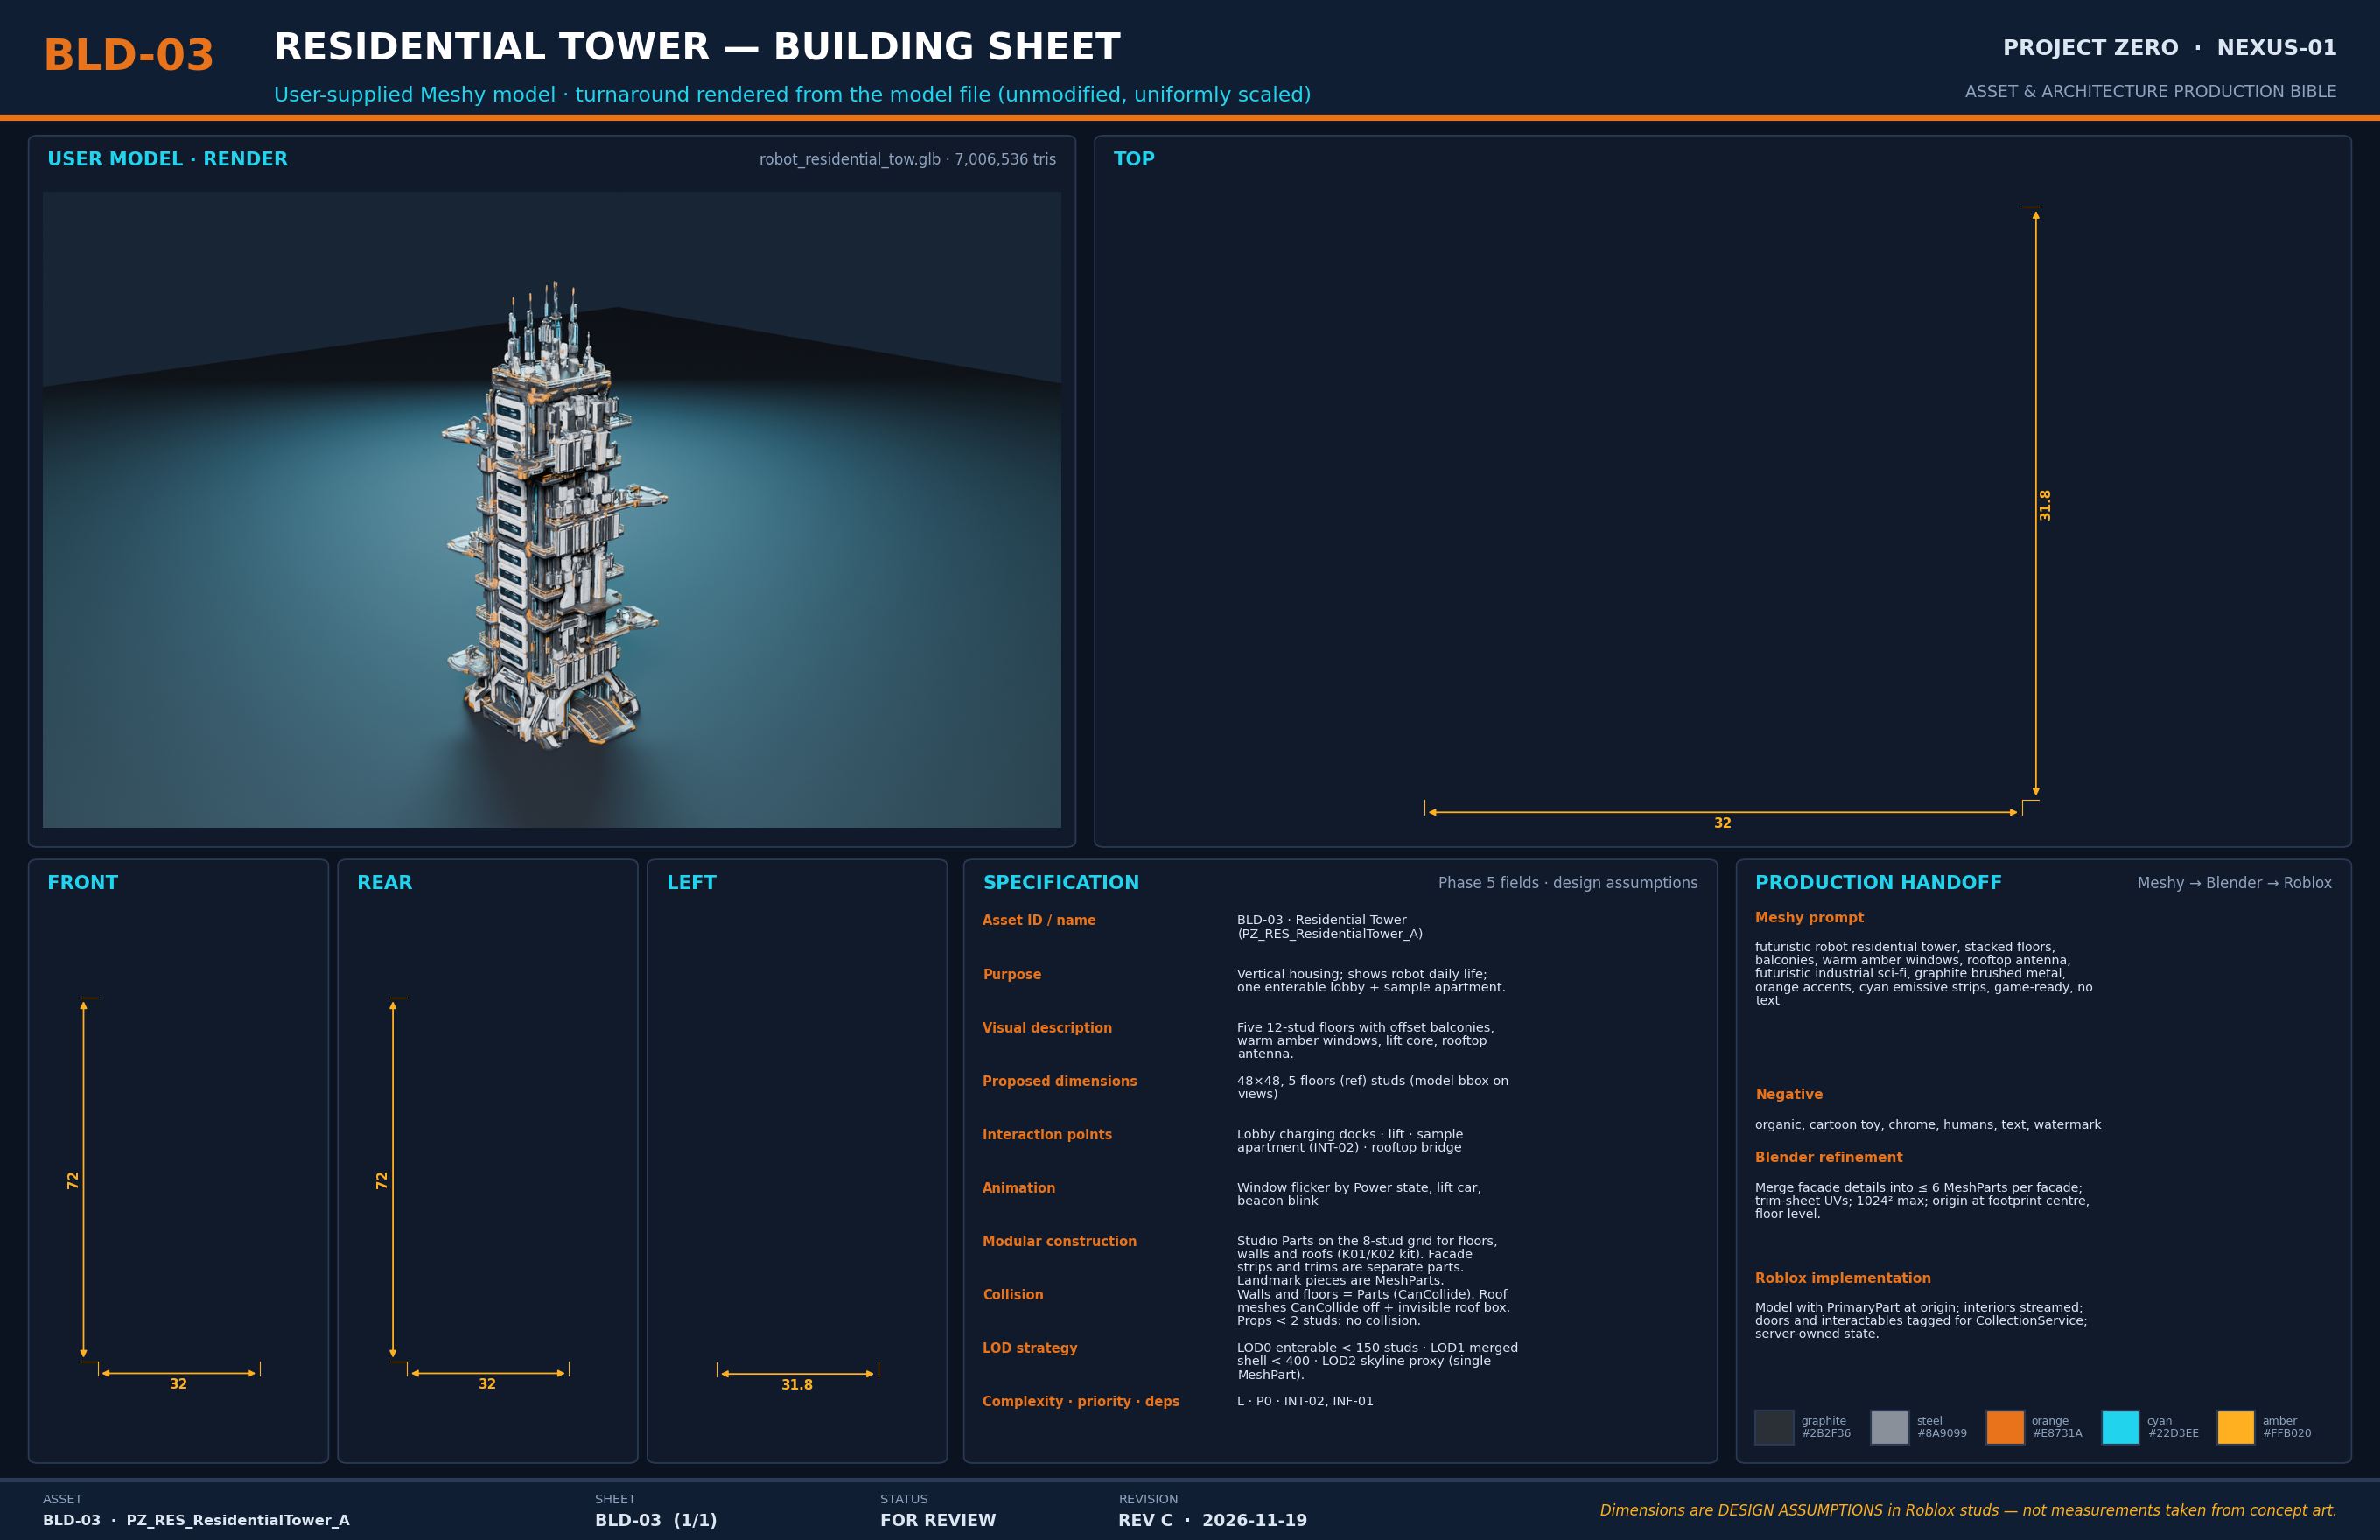 BLD-03
RESIDENTIAL TOWER — BUILDING SHEET
User-supplied Meshy model · turnaround rendered from the model file (unmodified, uniformly scaled)
PROJECT ZERO · NEXUS-01
ASSET & ARCHITECTURE PRODUCTION BIBLE
USER MODEL · RENDER
robot_residential_tow.glb · 7,006,536 tris
TOP
31.8
32
FRONT
72
32
REAR
72
32
LEFT
31.8
SPECIFICATION
Phase 5 fields · design assumptions
Asset ID / name
BLD-03 · Residential Tower
(PZ_RES_ResidentialTower_A)
Purpose
Vertical housing; shows robot daily life;
one enterable lobby + sample apartment.
Visual description
Five 12-stud floors with offset balconies,
warm amber windows, lift core, rooftop
antenna.
Proposed dimensions
48×48, 5 floors (ref) studs (model bbox on
views)
Interaction points
Lobby charging docks · lift · sample
apartment (INT-02) · rooftop bridge
Animation
Window flicker by Power state, lift car,
beacon blink
Modular construction
Studio Parts on the 8-stud grid for floors,
walls and roofs (K01/K02 kit). Facade
strips and trims are separate parts.
Landmark pieces are MeshParts.
Collision
Walls and floors = Parts (CanCollide). Roof
meshes CanCollide off + invisible roof box.
Props < 2 studs: no collision.
LOD strategy
LOD0 enterable < 150 studs · LOD1 merged
shell < 400 · LOD2 skyline proxy (single
MeshPart).
Complexity · priority · deps
L · P0 · INT-02, INF-01
PRODUCTION HANDOFF
Meshy → Blender → Roblox
Meshy prompt
futuristic robot residential tower, stacked floors,
balconies, warm amber windows, rooftop antenna,
futuristic industrial sci-fi, graphite brushed metal,
orange accents, cyan emissive strips, game-ready, no
text
Negative
organic, cartoon toy, chrome, humans, text, watermark
Blender refinement
Merge facade details into ≤ 6 MeshParts per facade;
trim-sheet UVs; 1024² max; origin at footprint centre,
floor level.
Roblox implementation
Model with PrimaryPart at origin; interiors streamed;
doors and interactables tagged for CollectionService;
server-owned state.
graphite
#2B2F36
steel
#8A9099
orange
#E8731A
cyan
#22D3EE
amber
#FFB020
ASSET
BLD-03 · PZ_RES_ResidentialTower_A
SHEET
BLD-03 (1/1)
STATUS
FOR REVIEW
REVISION
REV C · 2026-11-19
Dimensions are DESIGN ASSUMPTIONS in Roblox studs — not measurements taken from concept art.